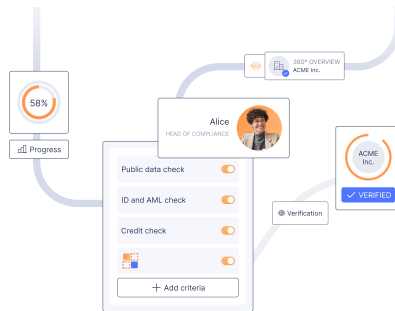 360° OVERVIEW
ACME Inc.
58%
Progress
Alice
HEAD OF COMPLIANCE
ACME
Inc.
VERIFIED
Public data check
ID and AML check
Credit check
Verification
Add criteria